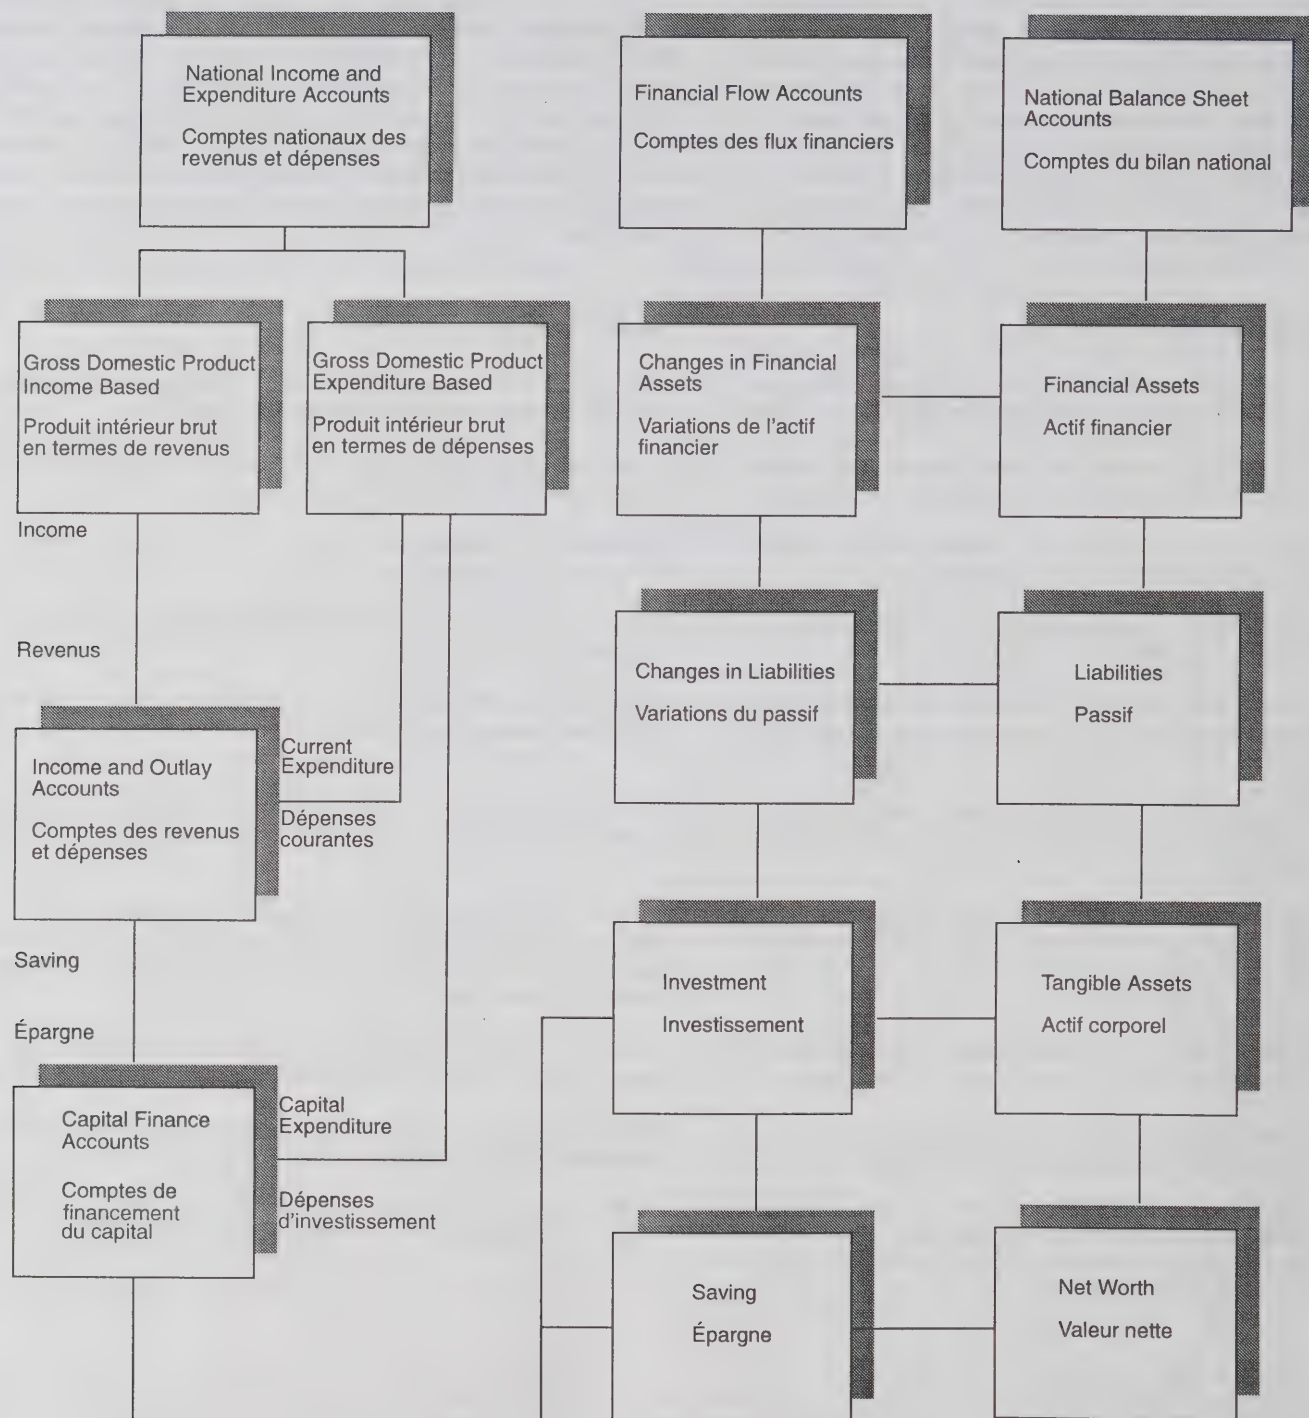 National Income and
Expenditure Accounts
Comptes nationaux des
revenus et dépenses
Financial Flow Accounts
Comptes des flux financiers
National Balance Sheet
Accounts
Comptes du bilan national
Gross Domestic Product
Income Based
Produit intérieur brut
en termes de revenus
Gross Domestic Product
Expenditure Based
Produit intérieur brut
en termes de dépenses
Changes in Financial
Assets
Variations de l'actif
financier
Financial Assets
Actif financier
Income
Revenus
Changes in Liabilities
Variations du passif
Liabilities
Passif
Income and Outlay
Accounts
Comptes des revenus
et dépenses
Current
Expenditure
Dépenses
courantes
Saving
Épargne
Investment
Investissement
Tangible Assets
Actif corporel
Capital Finance
Accounts
Comptes de
financement
du capital
Capital
Expenditure
Dépenses
d'investissement
Saving
Épargne
Net Worth
Valeur nette